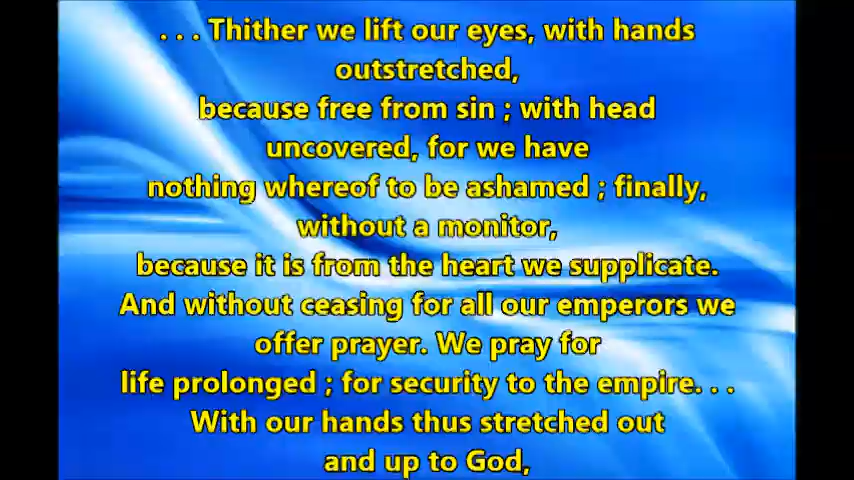 . . . Thither we lift our eyes, with hands
outstretched,
because free from sin ; with head
uncovered, for we have
nothing whereof to be ashamed ; finally,
without a monitor,
because it is from the heart we supplicate.
And without ceasing for all our emperors we
offer prayer. We pray for
life prolonged ; for security to the empire. . .
With our hands thus stretched out
and up to God,